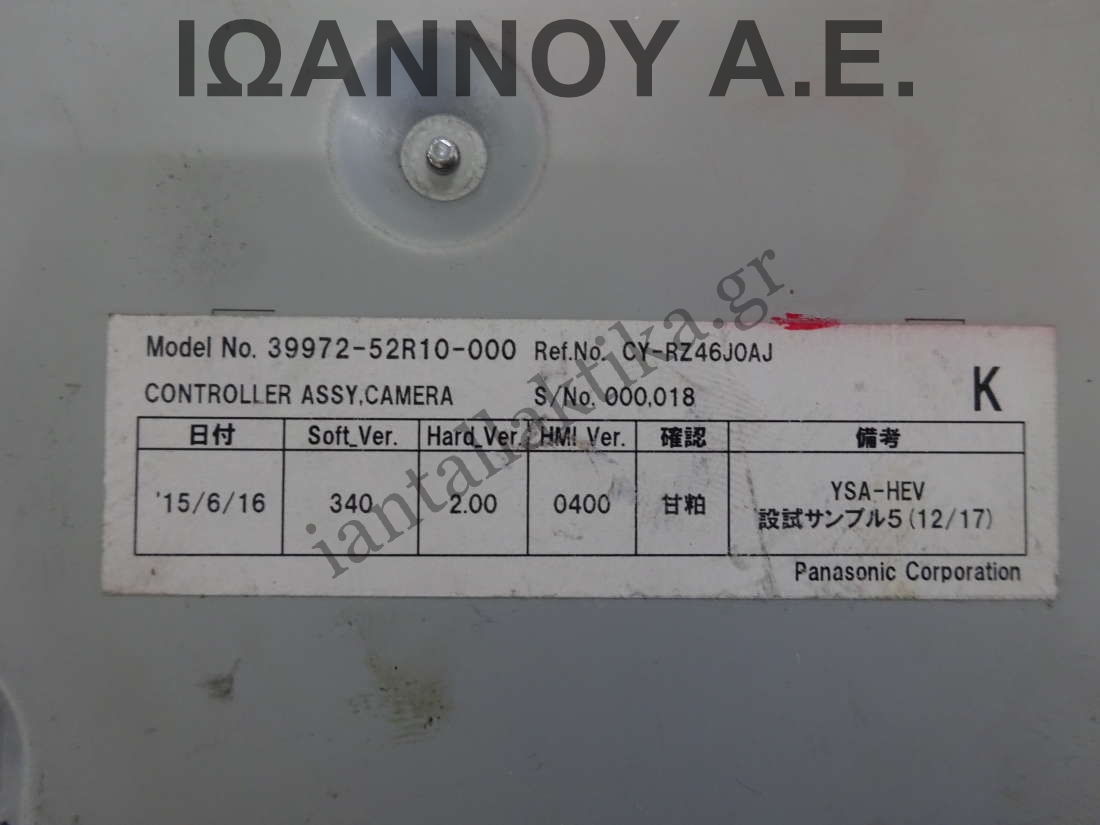 ΙΩΑΝΝΟΥ Α.Ε.
iantallaktika.gr
Model No. 39972-52R10-000 Ref.No. CY-RZ46J0AJ
CONTROLLER ASSY,CAMERA S/No. 000,018 K
日付 Soft_Ver. Hard_Ver. HMI_Ver. 確認 備考
'15/6/16 340 2.00 0400 甘粕 YSA-HEV
設試サンプル5(12/17)
Panasonic Corporation